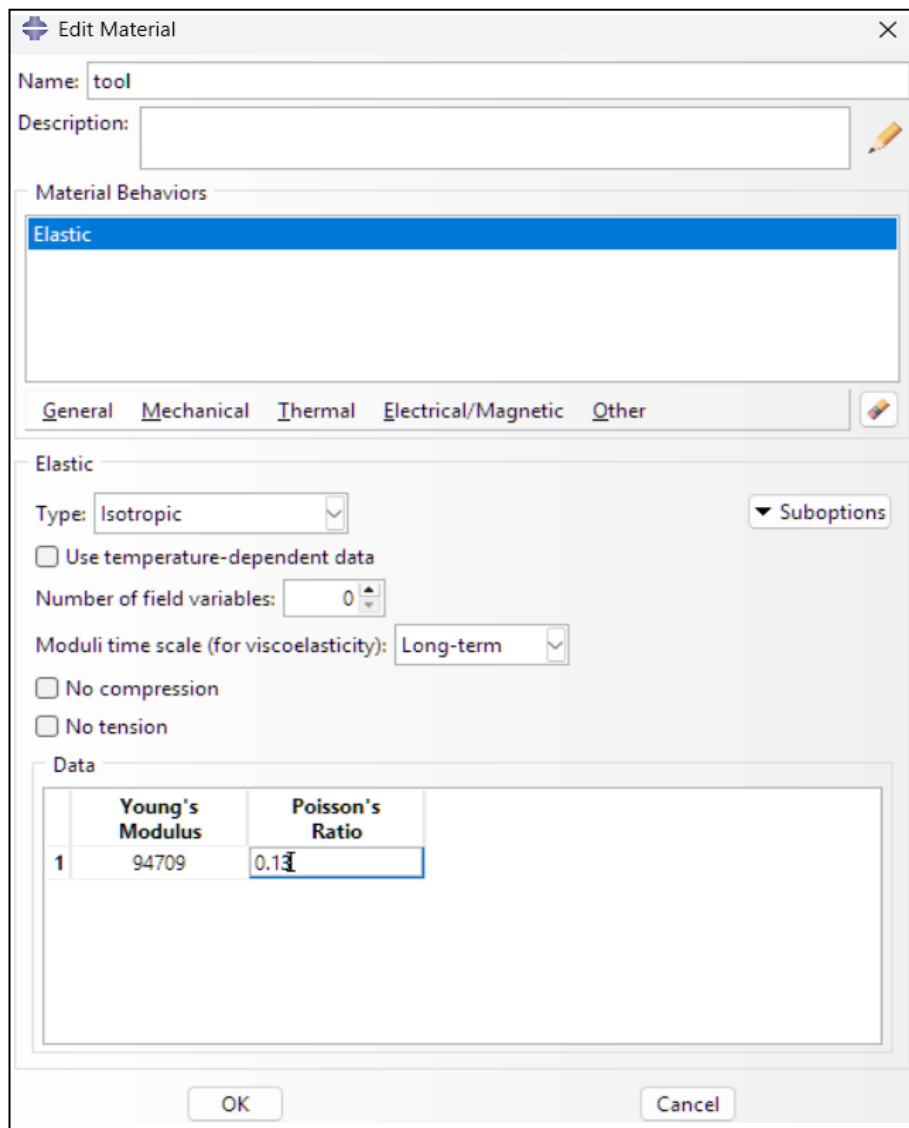 Edit Material
Name: tool
Description:
Material Behaviors
Elastic
General Mechanical Thermal Electrical/Magnetic Other
Elastic
Type: Isotropic
Suboptions
Use temperature-dependent data
Number of field variables: 0
Moduli time scale (for viscoelasticity): Long-term
No compression
No tension
Data
Young's Poisson's
Modulus Ratio
1 94709 0.13
OK Cancel